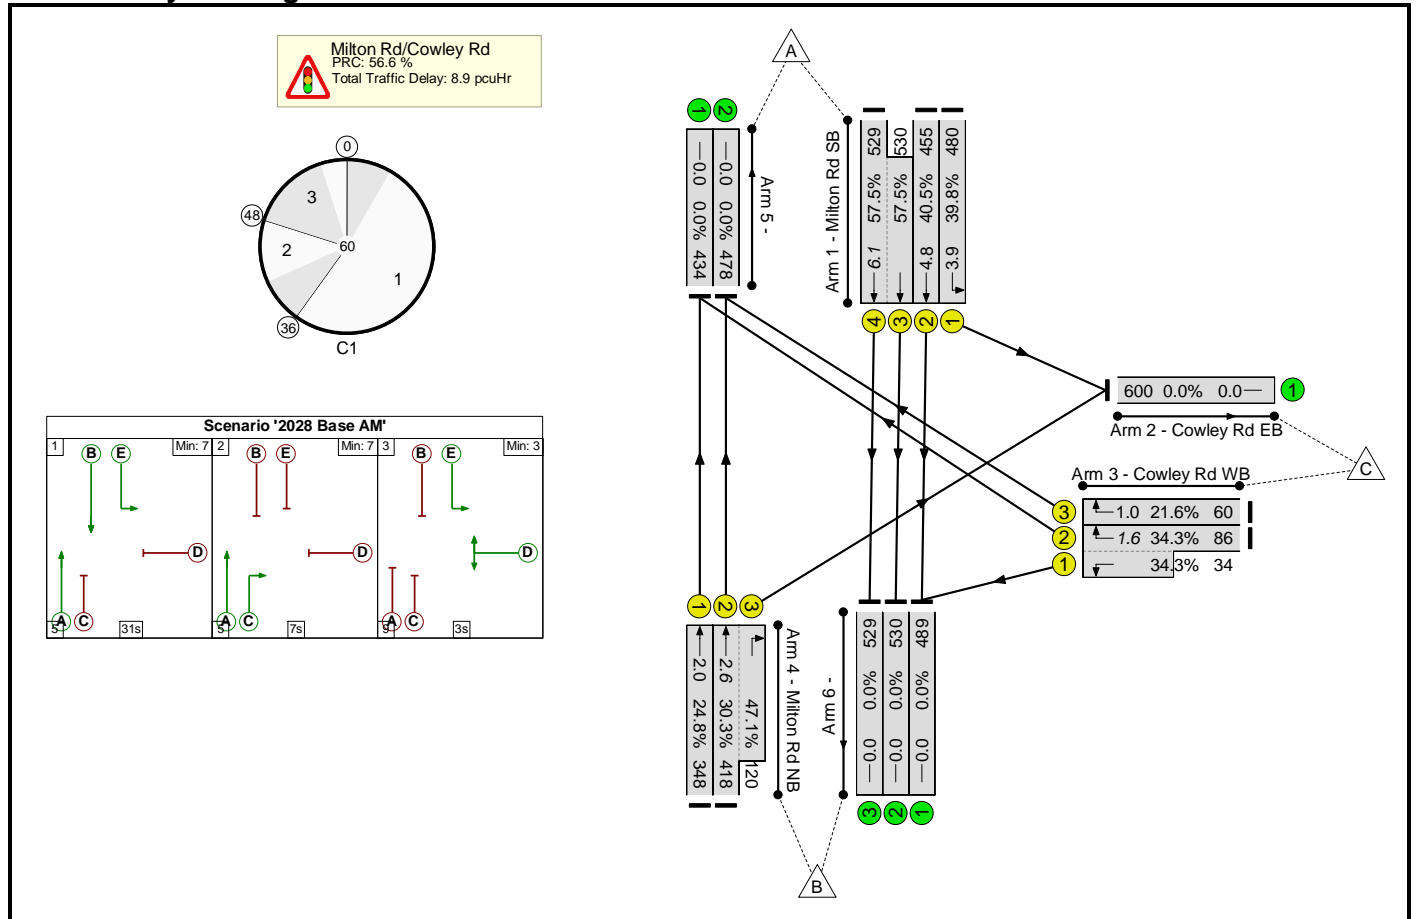 Milton Rd/Cowley Rd
PRC: 56.6 %
Total Traffic Delay: 8.9 pcuHr
0
3
48
2
60
1
36
C1
Scenario '2028 Base AM'
1
B
E
Min: 7
D
A
C
5
31s
2
B
E
Min: 7
D
A
C
5
7s
3
B
E
Min: 3
D
A
C
9
3s
A
1
2
0.0 0.0% 434
0.0 0.0% 478
Arm 5 -
Arm 1 - Milton Rd SB
6.1 57.5% 529
57.5% 530
4.8 40.5% 455
3.9 39.8% 480
4
3
2
1
600 0.0% 0.0
1
Arm 2 - Cowley Rd EB
C
Arm 3 - Cowley Rd WB
3
1.0 21.6% 60
2
1.6 34.3% 86
1
34.3% 34
1
2
3
2.0 24.8% 348
2.6 30.3% 418
47.1% 120
Arm 4 - Milton Rd NB
Arm 6 -
529 0.0% 0.0
530 0.0% 0.0
489 0.0% 0.0
3
2
1
B